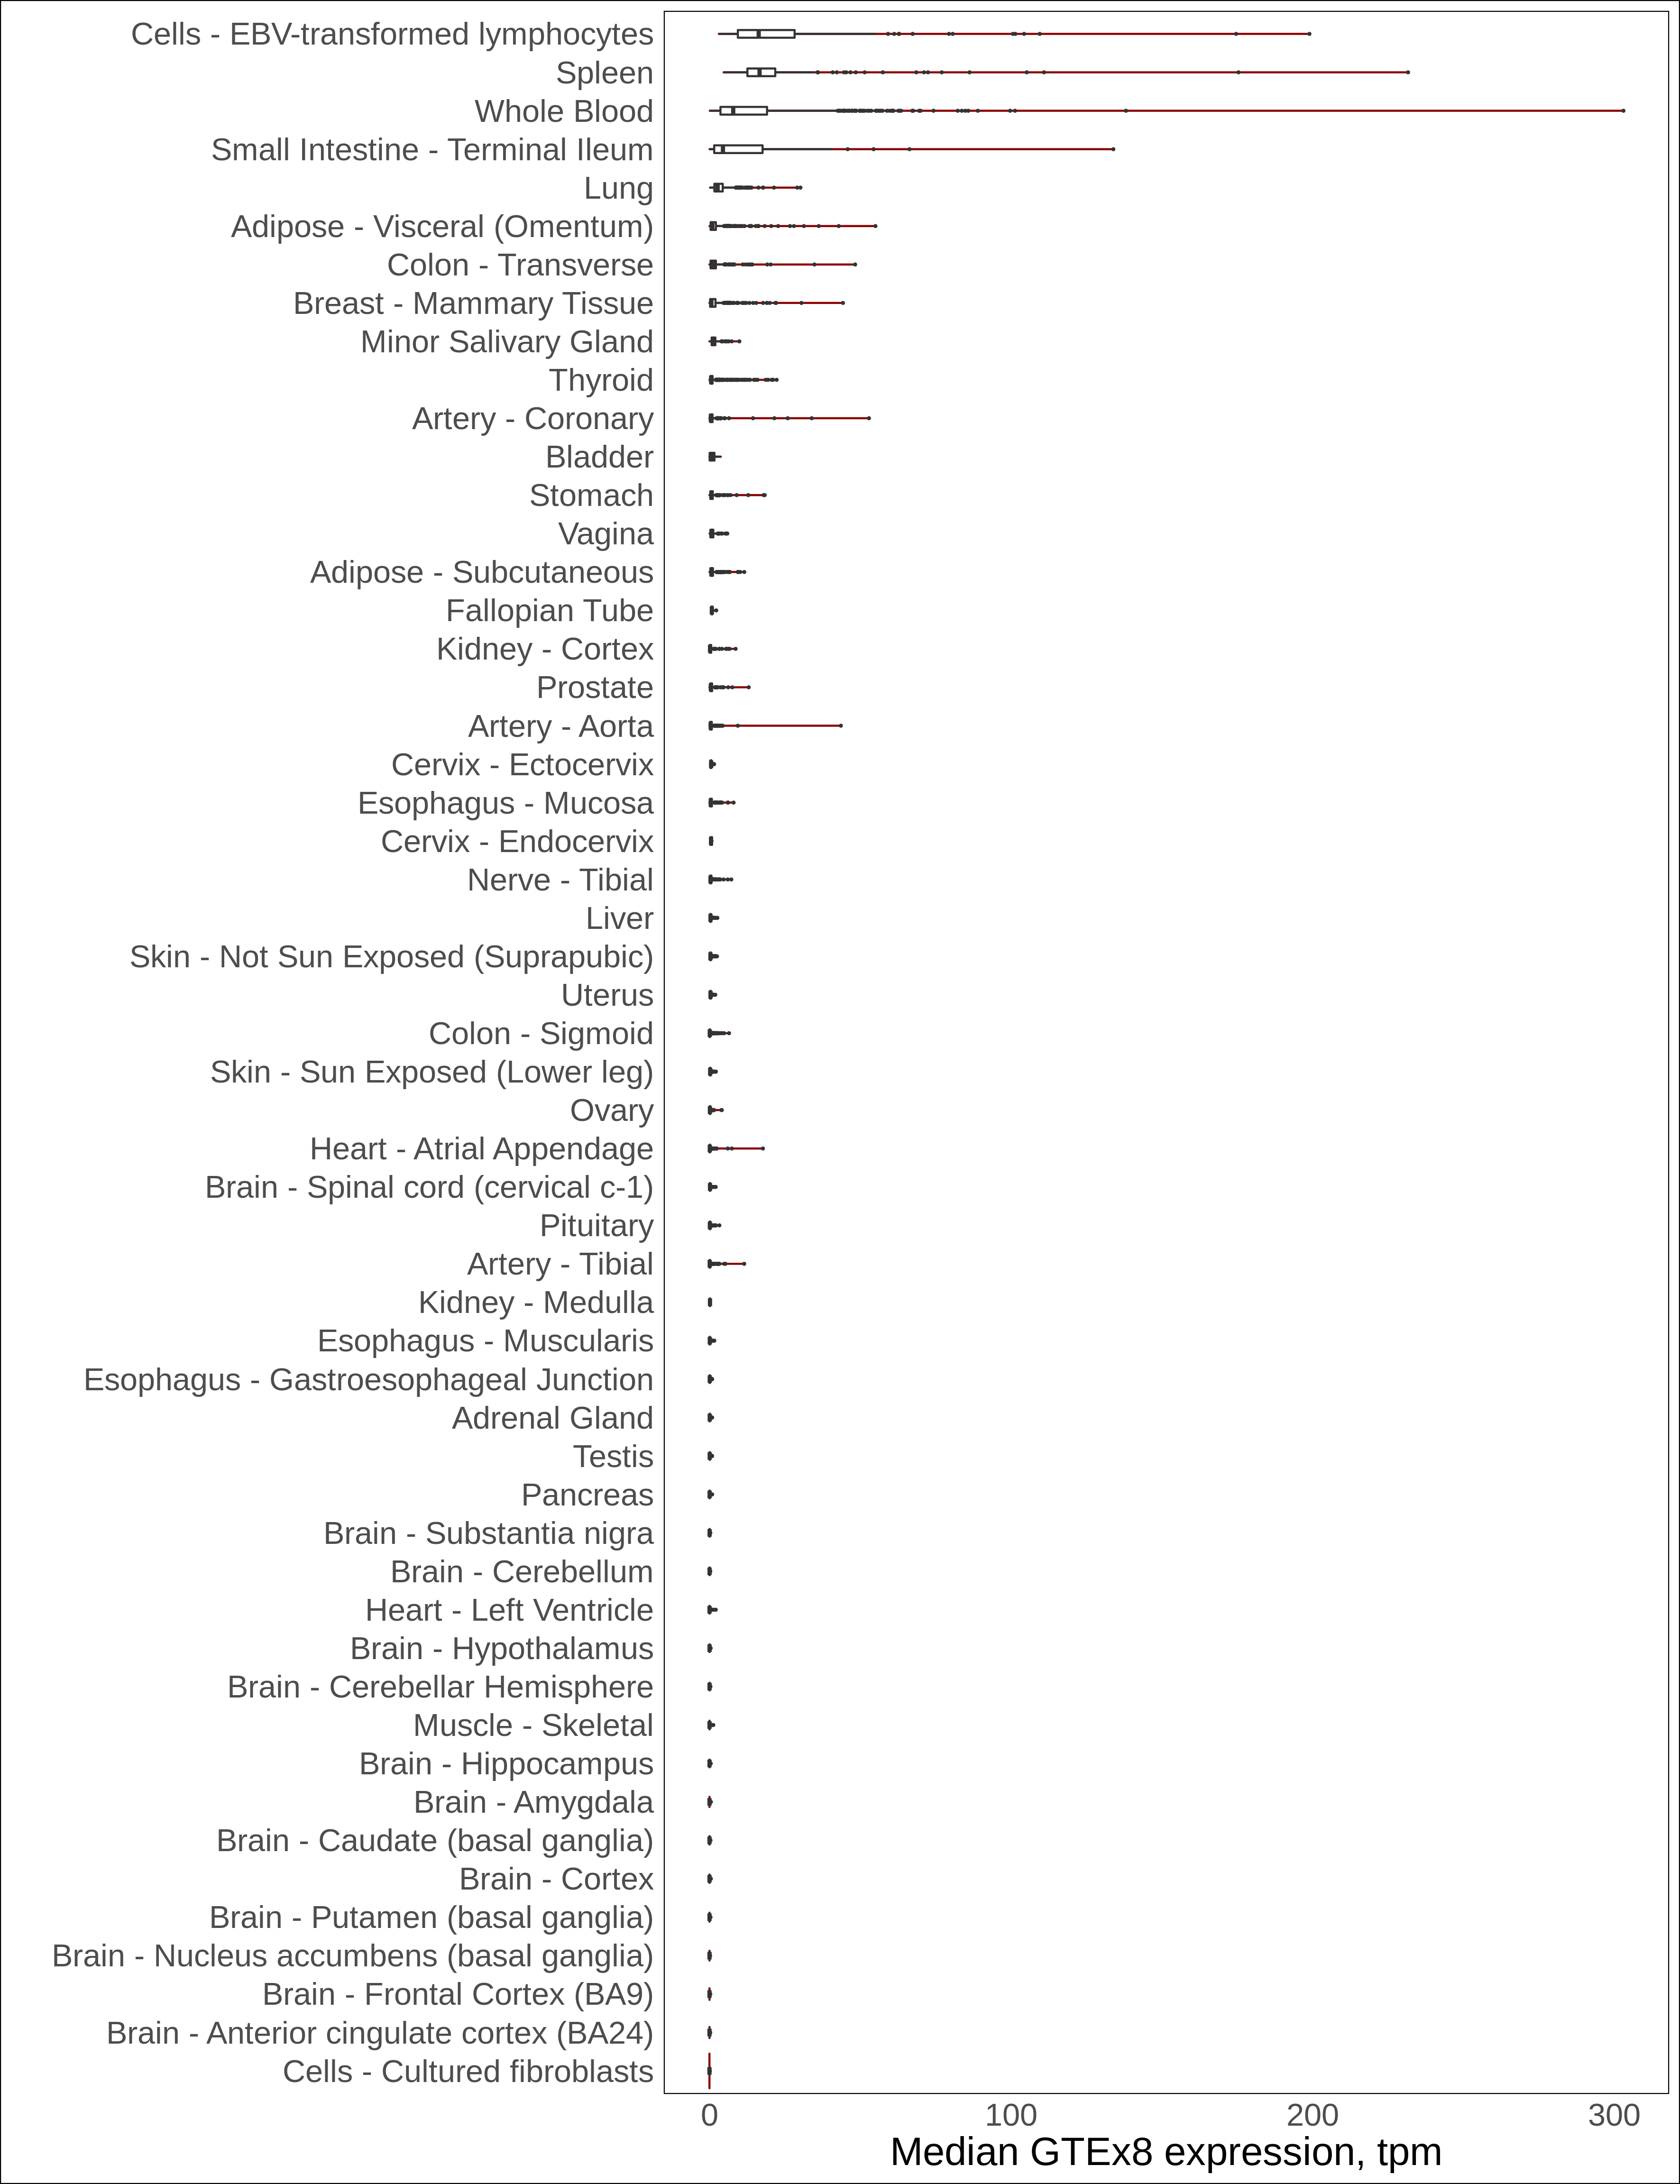 Cells - EBV-transformed lymphocytes
Spleen
Whole Blood
Small Intestine - Terminal Ileum
Lung
Adipose - Visceral (Omentum)
Colon - Transverse
Breast - Mammary Tissue
Minor Salivary Gland
Thyroid
Artery - Coronary
Bladder
Stomach
Vagina
Adipose - Subcutaneous
Fallopian Tube
Kidney - Cortex
Prostate
Artery - Aorta
Cervix - Ectocervix
Esophagus - Mucosa
Cervix - Endocervix
Nerve - Tibial
Liver
Skin - Not Sun Exposed (Suprapubic)
Uterus
Colon - Sigmoid
Skin - Sun Exposed (Lower leg)
Ovary
Heart - Atrial Appendage
Brain - Spinal cord (cervical c-1)
Pituitary
Artery - Tibial
Kidney - Medulla
Esophagus - Muscularis
Esophagus - Gastroesophageal Junction
Adrenal Gland
Testis
Pancreas
Brain - Substantia nigra
Brain - Cerebellum
Heart - Left Ventricle
Brain - Hypothalamus
Brain - Cerebellar Hemisphere
Muscle - Skeletal
Brain - Hippocampus
Brain - Amygdala
Brain - Caudate (basal ganglia)
Brain - Cortex
Brain - Putamen (basal ganglia)
Brain - Nucleus accumbens (basal ganglia)
Brain - Frontal Cortex (BA9)
Brain - Anterior cingulate cortex (BA24)
Cells - Cultured fibroblasts
0 100 200 300
Median GTEx8 expression, tpm